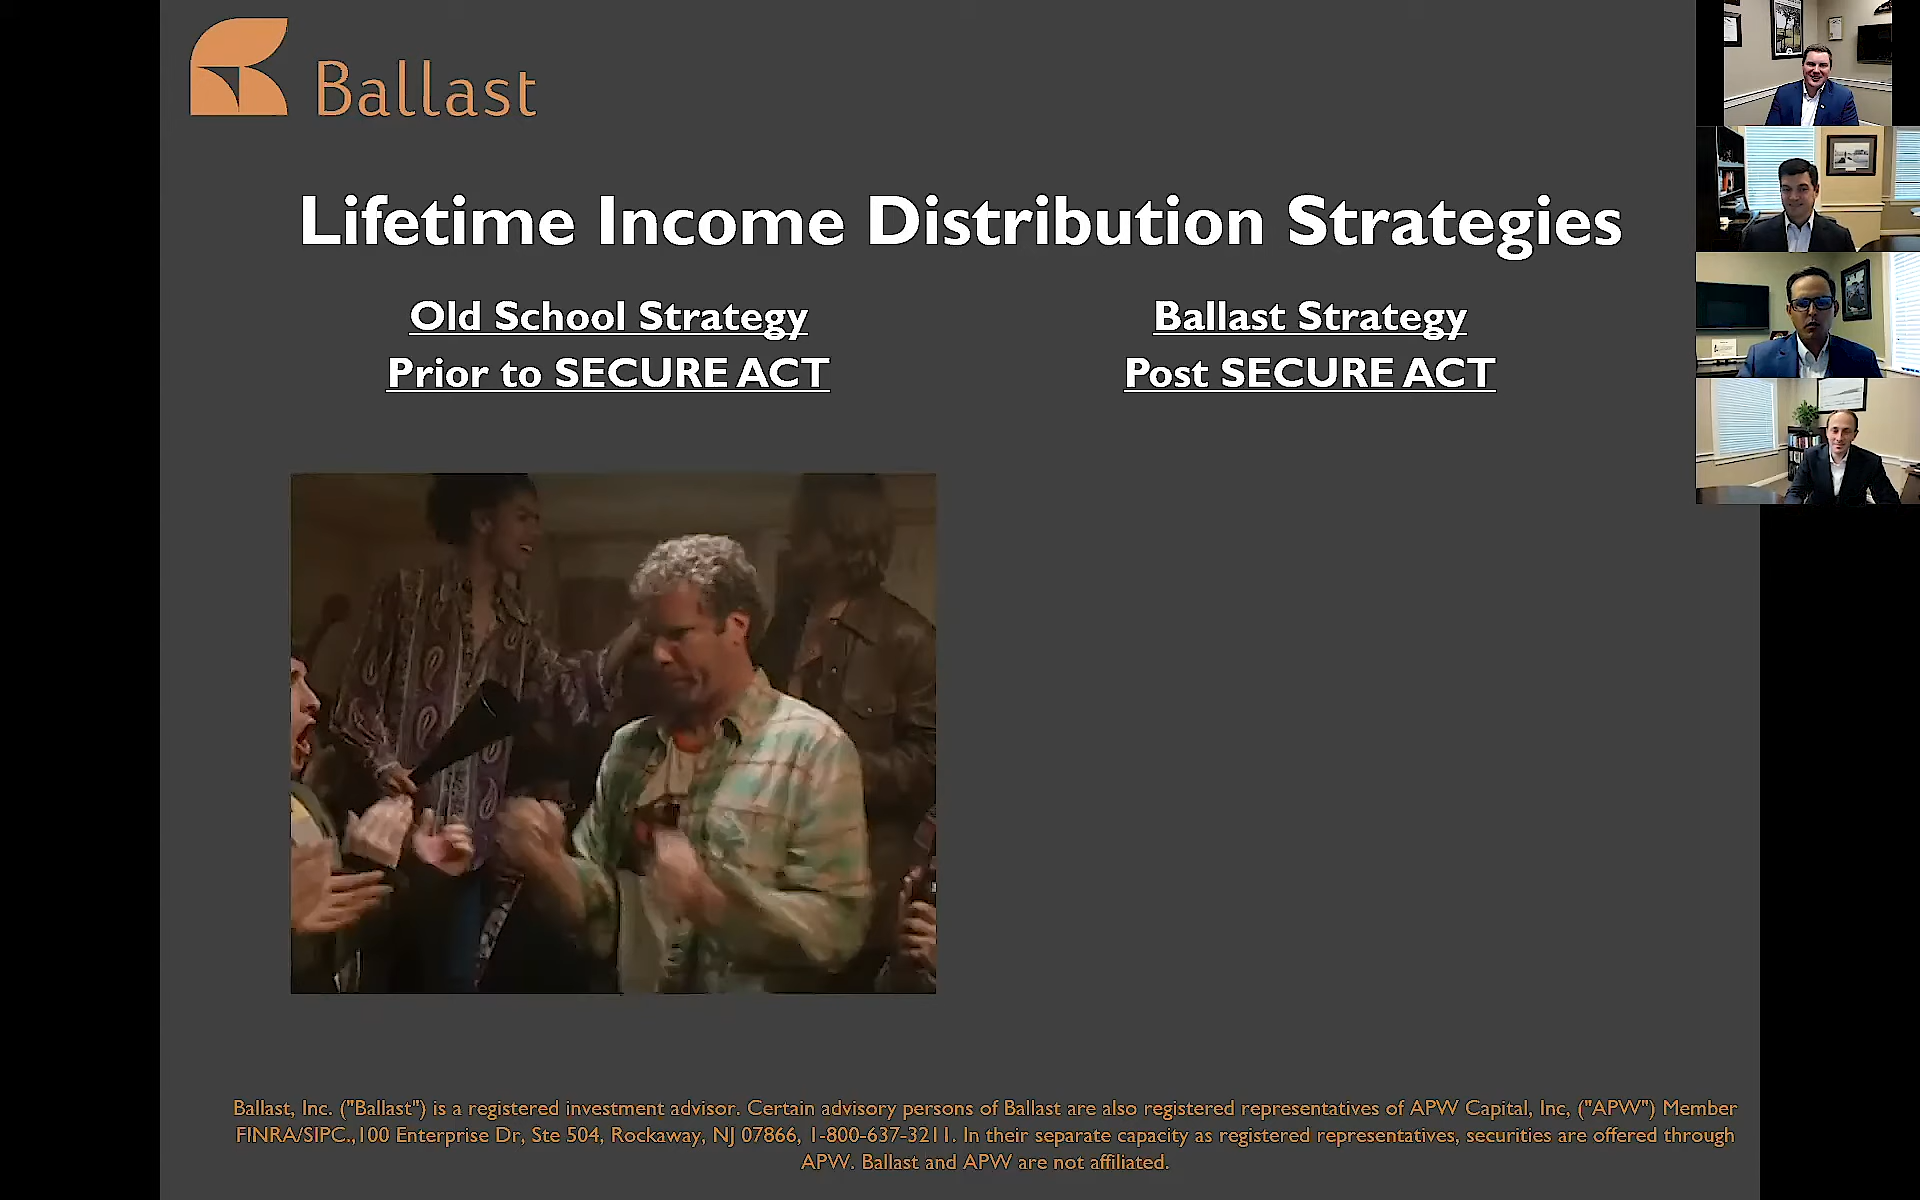 Ballast
Lifetime Income Distribution Strategies
Old School Strategy
Prior to SECURE ACT
Ballast Strategy
Post SECURE ACT
Ballast, Inc. ("Ballast") is a registered investment advisor. Certain advisory persons of Ballast are also registered representatives of APW Capital, Inc, ("APW") Member
FINRA/SIPC.,100 Enterprise Dr, Ste 504, Rockaway, NJ 07866, 1-800-637-3211. In their separate capacity as registered representatives, securities are offered through
APW. Ballast and APW are not affiliated.